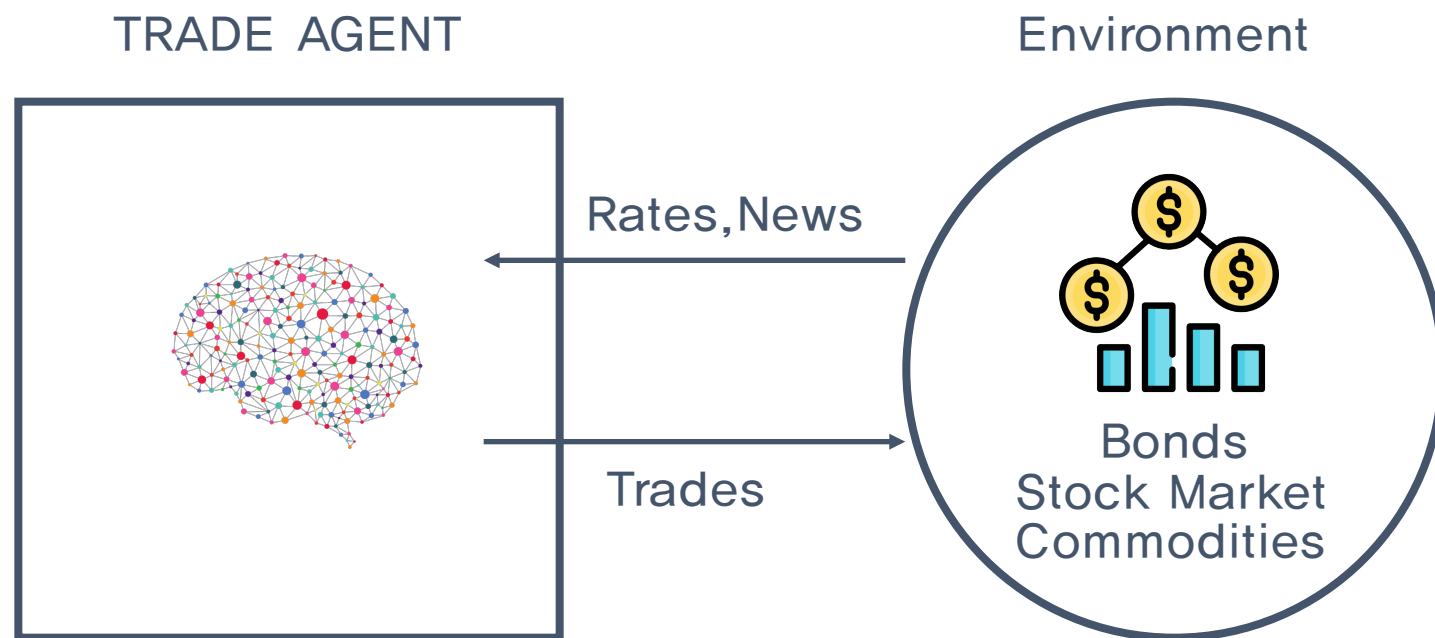 TRADE AGENT
Environment
Rates,News
Trades
$
$
$
Bonds
Stock Market
Commodities